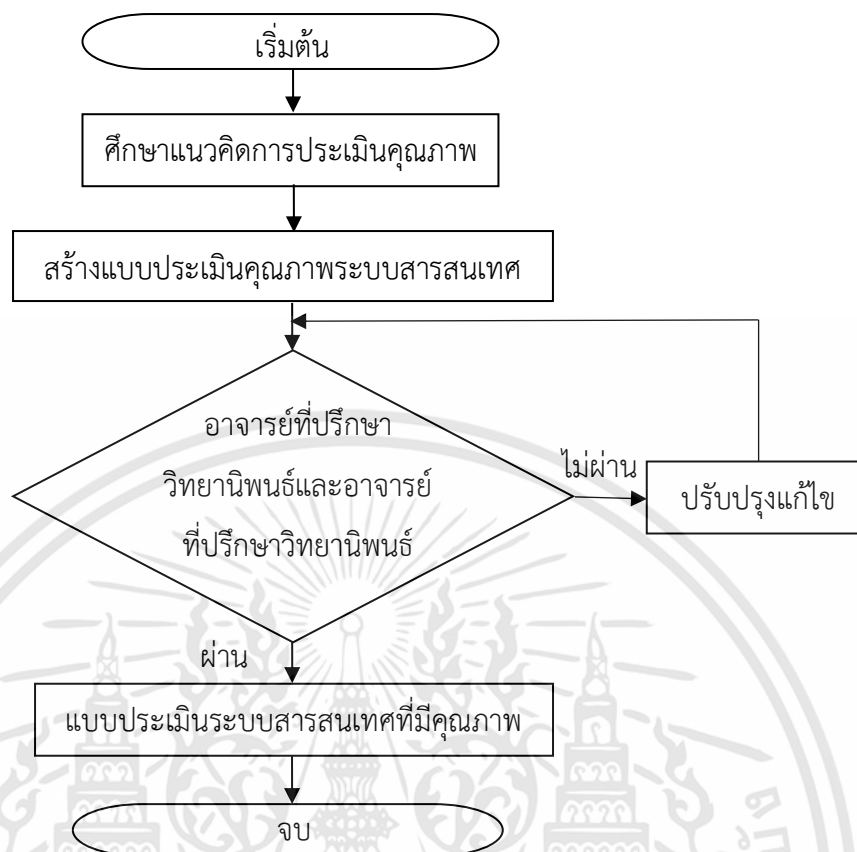 เริ่มต้น
ศึกษาแนวคิดการประเมินคุณภาพ
สร้างแบบประเมินคุณภาพระบบสารสนเทศ
อาจารย์ที่ปรึกษา
วิทยานิพนธ์และอาจารย์
ที่ปรึกษาวิทยานิพนธ์
ไม่ผ่าน
ปรับปรุงแก้ไข
ผ่าน
แบบประเมินระบบสารสนเทศที่มีคุณภาพ
จบ